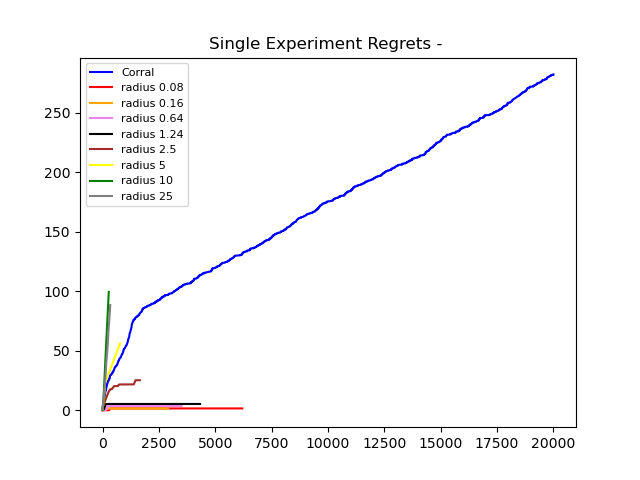 Single Experiment Regrets -
Corral
radius 0.08
radius 0.16
radius 0.64
radius 1.24
radius 2.5
radius 5
radius 10
radius 25
250
200
150
100
50
0
0 2500 5000 7500 10000 12500 15000 17500 20000